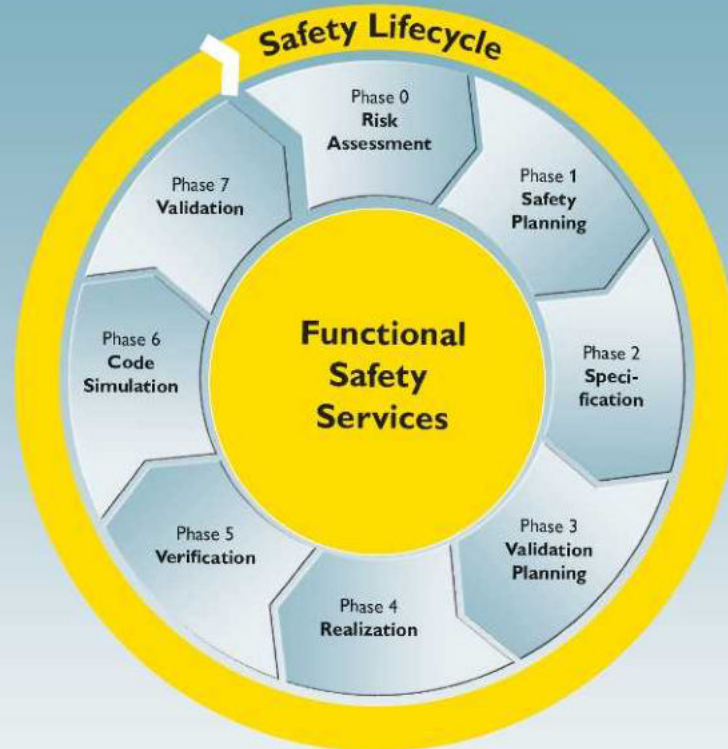 Safety Lifecycle
Phase 0
Risk
Assessment
Phase 1
Safety
Planning
Phase 2
Speci-
fication
Phase 3
Validation
Planning
Phase 4
Realization
Phase 5
Verification
Phase 6
Code
Simulation
Phase 7
Validation
Functional
Safety
Services